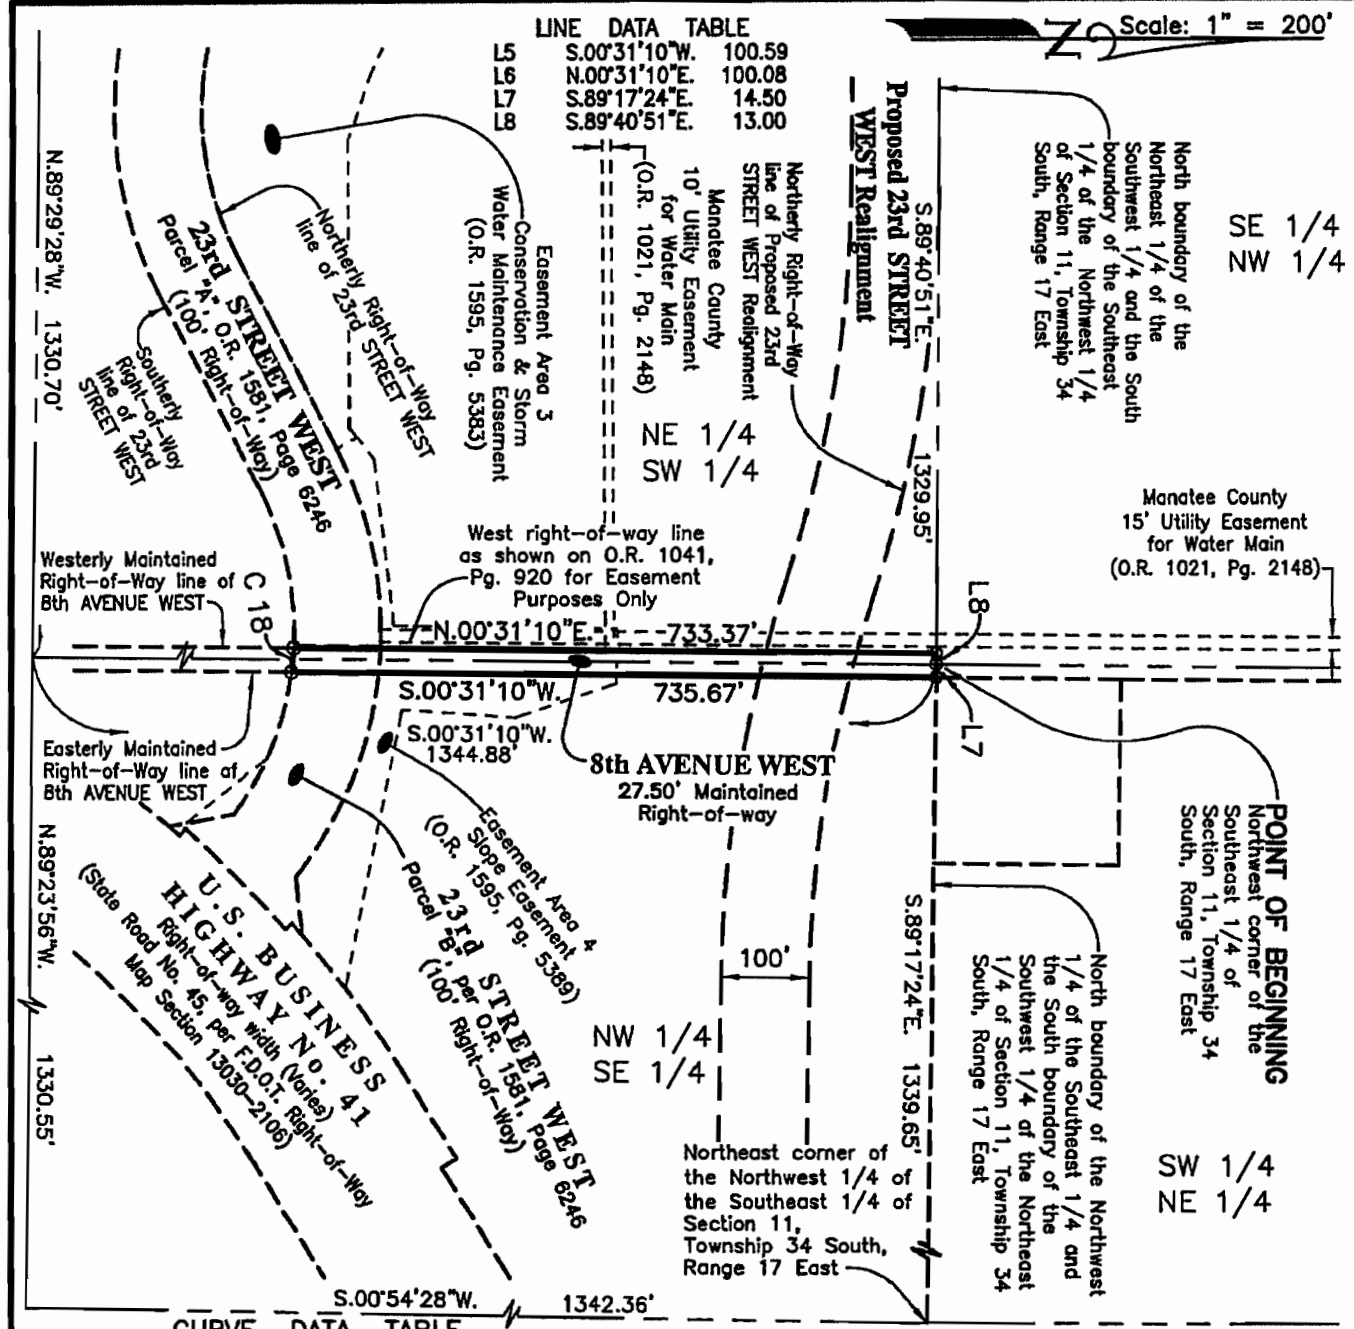 LINE DATA TABLE
L5 S.00°31'10"W. 100.59
L6 N.00°31'10"E. 100.08
L7 S.89°17'24"E. 14.50
L8 S.89°40'51"E. 13.00
N
Scale: 1" = 200'
SE 1/4
NW 1/4
North boundary of the
Northeast 1/4 of the
Southwest 1/4 and the South
boundary of the Southeast
1/4 of the Northwest 1/4
of Section 11, Township 34
South, Range 17 East
Proposed 23rd STREET
WEST Realignment
S.89°40'51"E. 1329.95'
Northerly Right-of-Way
line of Proposed 23rd
STREET WEST Realignment
Manatee County
10' Utility Easement
for Water Main
(O.R. 1021, Pg. 2148)
Easement Area 3
Conservation & Storm
Water Maintenance Easement
(O.R. 1595, Pg. 5383)
Northerly Right-of-Way
line of 23rd STREET WEST
23rd STREET WEST
Parcel "A", O.R. 1581, Page 6246
(100' Right-of-Way)
Southerly
Right-of-Way
line of 23rd
STREET WEST
N.89°29'28"W. 1330.70'
NE 1/4
SW 1/4
Manatee County
15' Utility Easement
for Water Main
(O.R. 1021, Pg. 2148)
West right-of-way line
as shown on O.R. 1041,
Pg. 920 for Easement
Purposes Only
Westerly Maintained
Right-of-Way line of
8th AVENUE WEST
C 18
L8
N.00°31'10"E. 733.37'
S.00°31'10"W. 735.67'
L7
S.00°31'10"W.
1344.88'
Easterly Maintained
Right-of-Way line of
8th AVENUE WEST
8th AVENUE WEST
27.50' Maintained
Right-of-way
POINT OF BEGINNING
Northwest corner of the
Southeast 1/4 of
Section 11, Township 34
South, Range 17 East
Easement Area 4
Slope Easement
(O.R. 1595, Pg. 5389)
23rd STREET WEST
Parcel "B", per O.R. 1581, Page 6246
(100' Right-of-Way)
U.S. BUSINESS
HIGHWAY No. 41
Right-of-way width (Varies)
(State Road No. 45, per F.D.O.T. Right-of-Way
Map Section 13030-2106)
N.89°23'56"W. 1330.55'
100'
S.89°17'24"E. 1339.65'
North boundary of the Northwest
1/4 of the Southeast 1/4 and
the South boundary of the
Southwest 1/4 of the Northeast
1/4 of Section 11, Township 34
South, Range 17 East
NW 1/4
SE 1/4
Northeast corner of
the Northwest 1/4 of
the Southeast 1/4 of
Section 11,
Township 34 South,
Range 17 East
SW 1/4
NE 1/4
S.00°54'28"W. 1342.36'
CURVE DATA TABLE